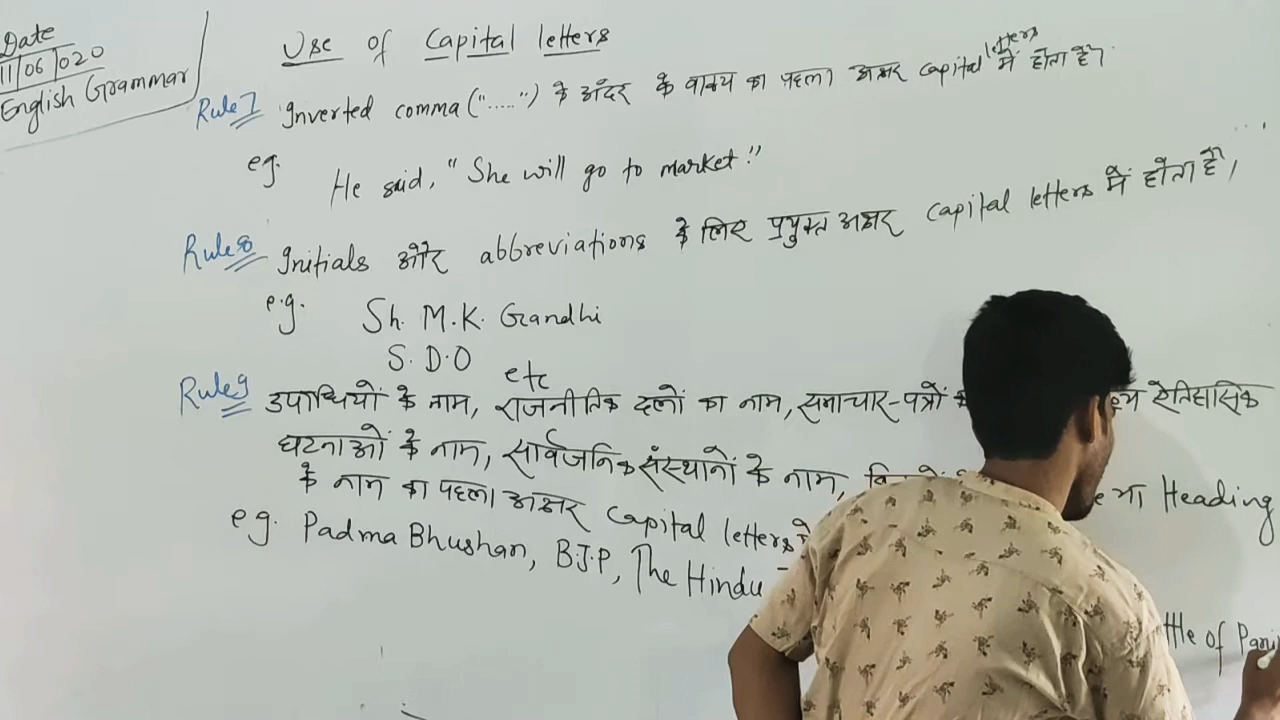 Date
11/06/020
English Grammar
Use of Capital letters
Rule 7 Inverted comma (".....") के अंदर के वाक्य का पहला अक्षर capital letters में होता है।
eg. He said, "She will go to market."
Rule 8 Initials और abbreviations के लिए प्रयुक्त अक्षर capital letters में होता है,
e.g. Sh. M.K. Gandhi
S.D.O etc
Rule 9 उपाधियों के नाम, राजनीतिक दलों का नाम, समाचार-पत्रों ऐतिहासिक
घटनाओं के नाम, सार्वजनिक संस्थानों के नाम, या Heading
के नाम का पहला अक्षर capital letters
eg. Padma Bhushan, B.J.P, The Hindu
of